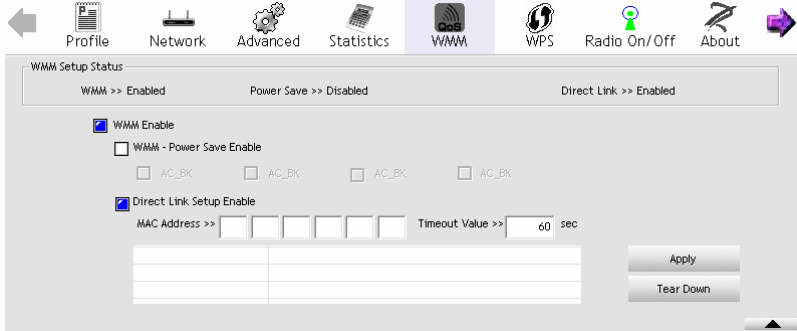 Profile Network Advanced Statistics QoS WMM WPS Radio On/Off About
WMM Setup Status
WMM >> Enabled Power Save >> Disabled Direct Link >> Enabled
WMM Enable
WMM - Power Save Enable
AC_BK AC_BK AC_BK AC_BK
Direct Link Setup Enable
MAC Address >> Timeout Value >> 60 sec
Apply
Tear Down